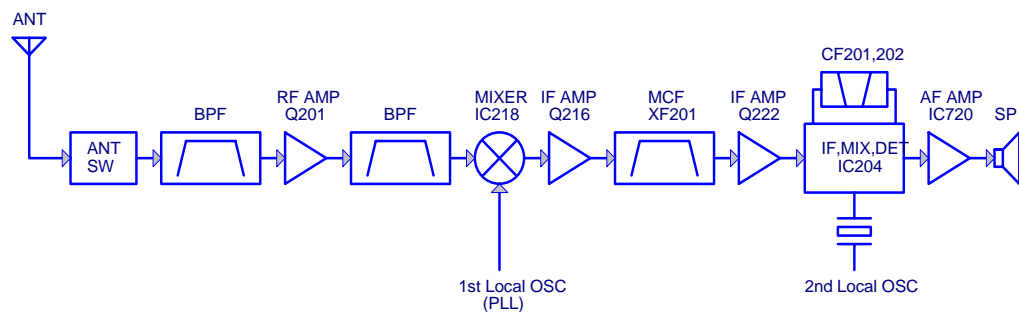 ANT
ANT
SW
BPF
RF AMP
Q201
BPF
MIXER
IC218
1st Local OSC
(PLL)
IF AMP
Q216
MCF
XF201
IF AMP
Q222
CF201,202
IF,MIX,DET
IC204
2nd Local OSC
AF AMP
IC720
SP